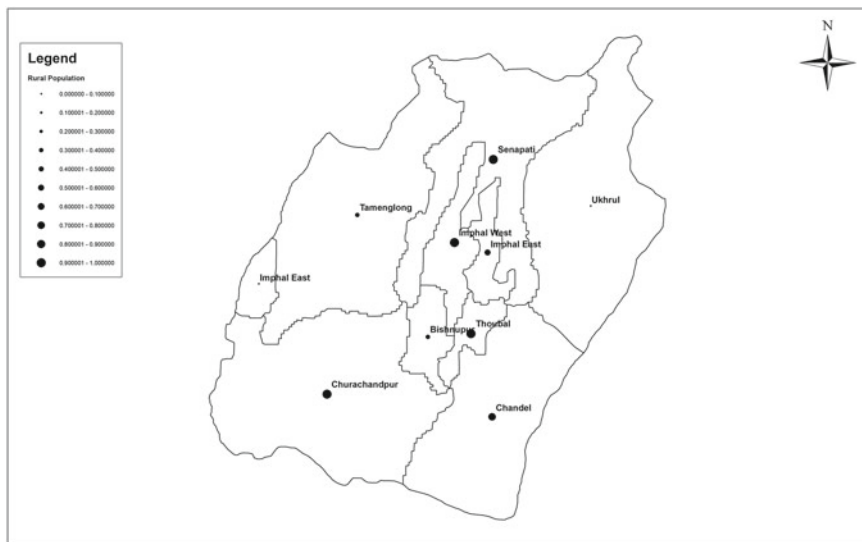 N
Legend
Rural Population
0.000000 - 0.100000
0.100001 - 0.200000
0.200001 - 0.300000
0.300001 - 0.400000
0.400001 - 0.500000
0.500001 - 0.600000
0.600001 - 0.700000
0.700001 - 0.800000
0.800001 - 0.900000
0.900001 - 1.000000
Senapati
Ukhrul
Tamenglong
Imphal West
Imphal East
Imphal East
Thoubal
Bishnupur
Churachandpur
Chandel